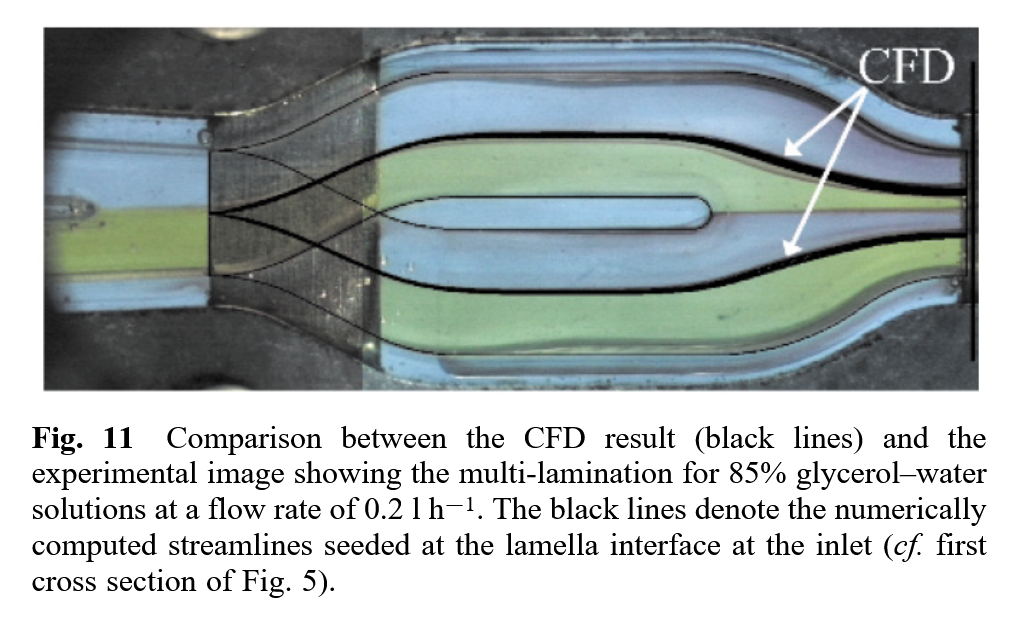 CFD
Fig. 11 Comparison between the CFD result (black lines) and the
experimental image showing the multi-lamination for 85% glycerol–water
solutions at a flow rate of 0.2 l h−1. The black lines denote the numerically
computed streamlines seeded at the lamella interface at the inlet (cf. first
cross section of Fig. 5).